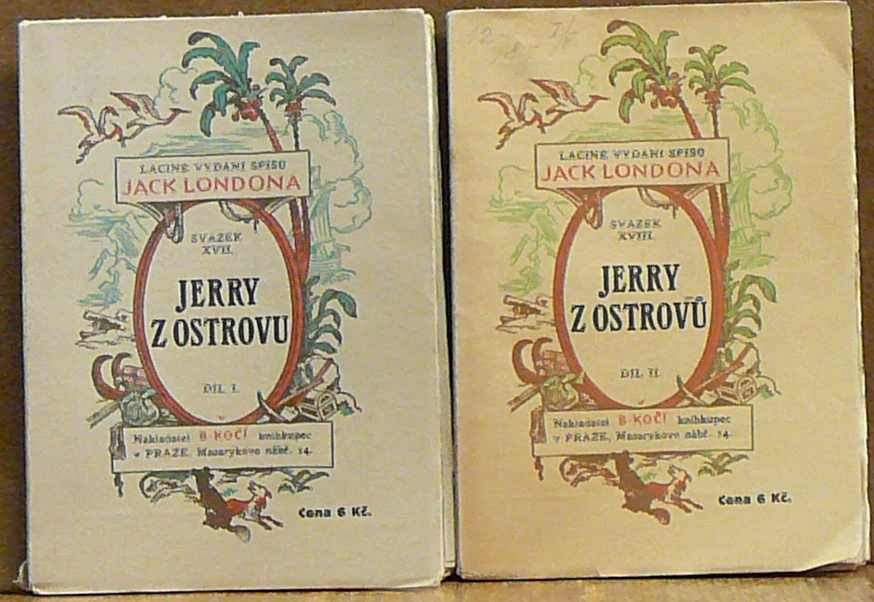 LACINÉ VYDÁNÍ SPISŮ
JACK LONDONA
SVAZEK
XVII.
JERRY
Z OSTROVU
DÍL I.
Nakladatel B·KOČÍ knihkupec
v PRAZE, Masarykovo nábř. 14.
Cena 6 Kč.
LACINÉ VYDÁNÍ SPISŮ
JACK LONDONA
SVAZEK
XVIII.
JERRY
Z OSTROVŮ
DÍL II.
Nakladatel B·KOČÍ knihkupec
v PRAZE, Masarykovo nábř. 14.
Cena 6 Kč.